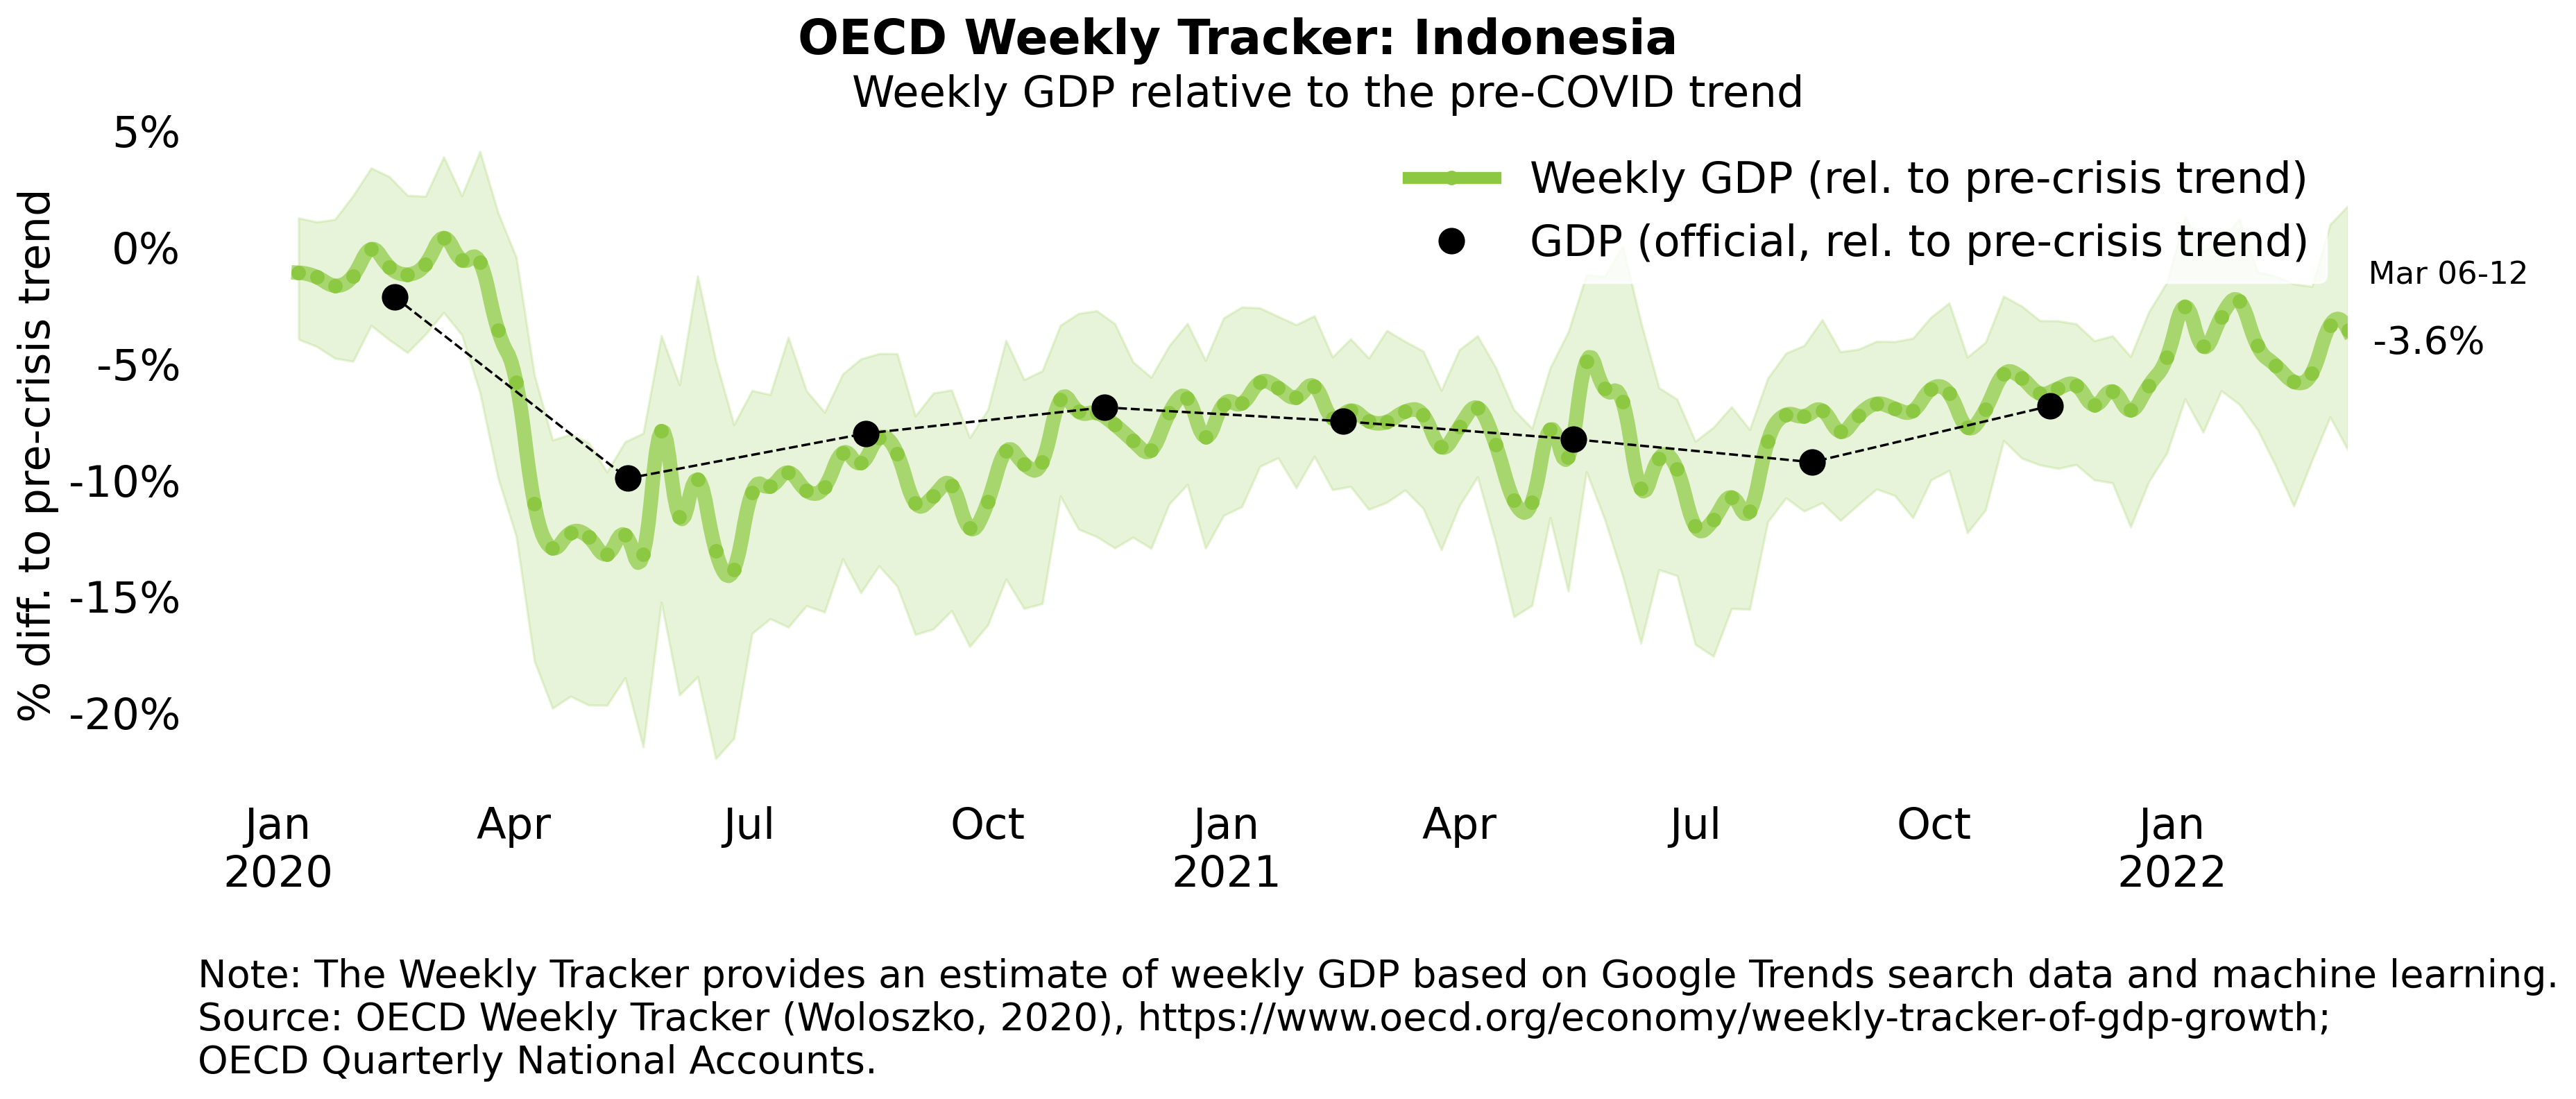 OECD Weekly Tracker: Indonesia
Weekly GDP relative to the pre-COVID trend
% diff. to pre-crisis trend
5%
0%
-5%
-10%
-15%
-20%
Weekly GDP (rel. to pre-crisis trend)
GDP (official, rel. to pre-crisis trend)
Mar 06-12
-3.6%
Jan Apr Jul Oct Jan Apr Jul Oct Jan
2020 2021 2022
Note: The Weekly Tracker provides an estimate of weekly GDP based on Google Trends search data and machine learning.
Source: OECD Weekly Tracker (Woloszko, 2020), https://www.oecd.org/economy/weekly-tracker-of-gdp-growth;
OECD Quarterly National Accounts.